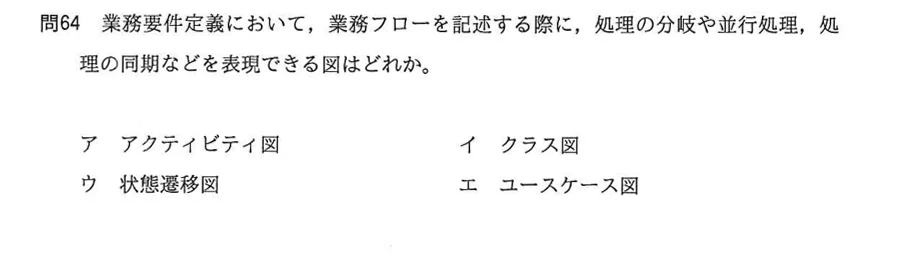 問64 業務要件定義において，業務フローを記述する際に，処理の分岐や並行処理，処
理の同期などを表現できる図はどれか。
ア アクティビティ図 イ クラス図
ウ 状態遷移図 エ ユースケース図